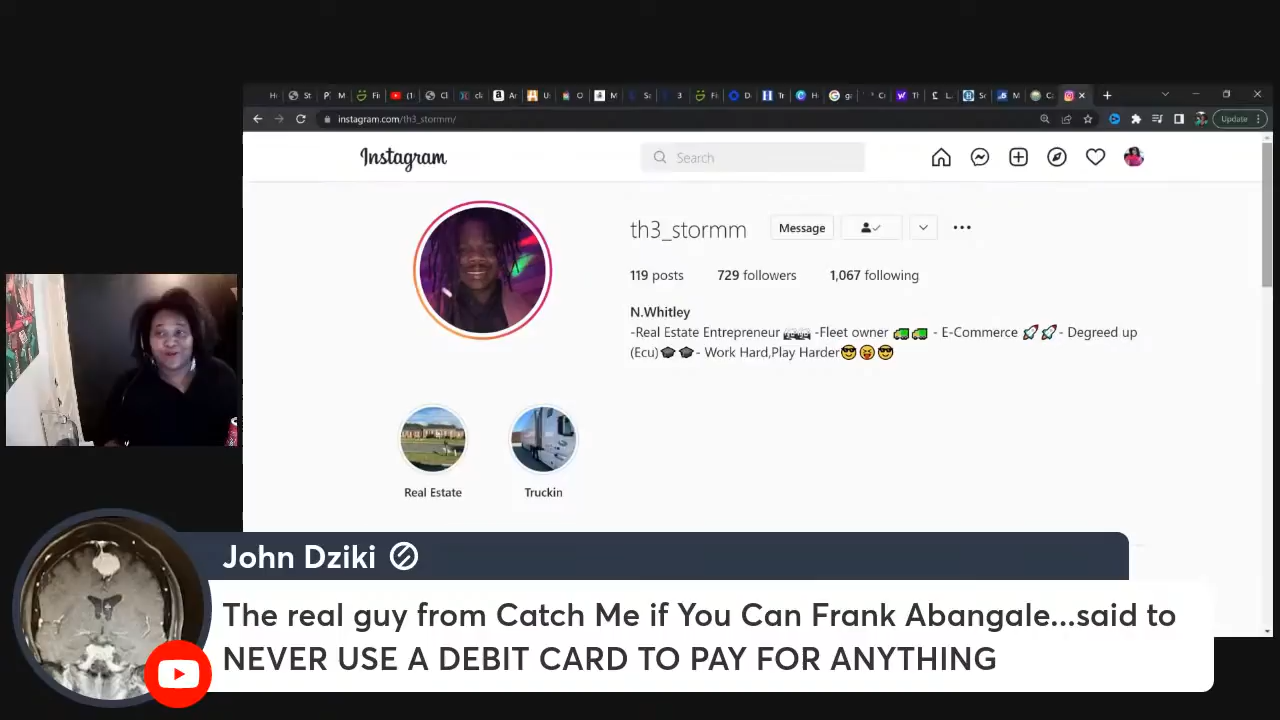 instagram.com/th3_stormm/
Update
Instagram
Search
th3_stormm
Message
119 posts 729 followers 1,067 following
N.Whitley
-Real Estate Entrepreneur 🏘🏘 -Fleet owner 🚛🚛 - E-Commerce 🚀🚀- Degreed up
(Ecu)🎓🎓- Work Hard,Play Harder😎😝😎
Real Estate Truckin
John Dziki
The real guy from Catch Me if You Can Frank Abangale...said to
NEVER USE A DEBIT CARD TO PAY FOR ANYTHING